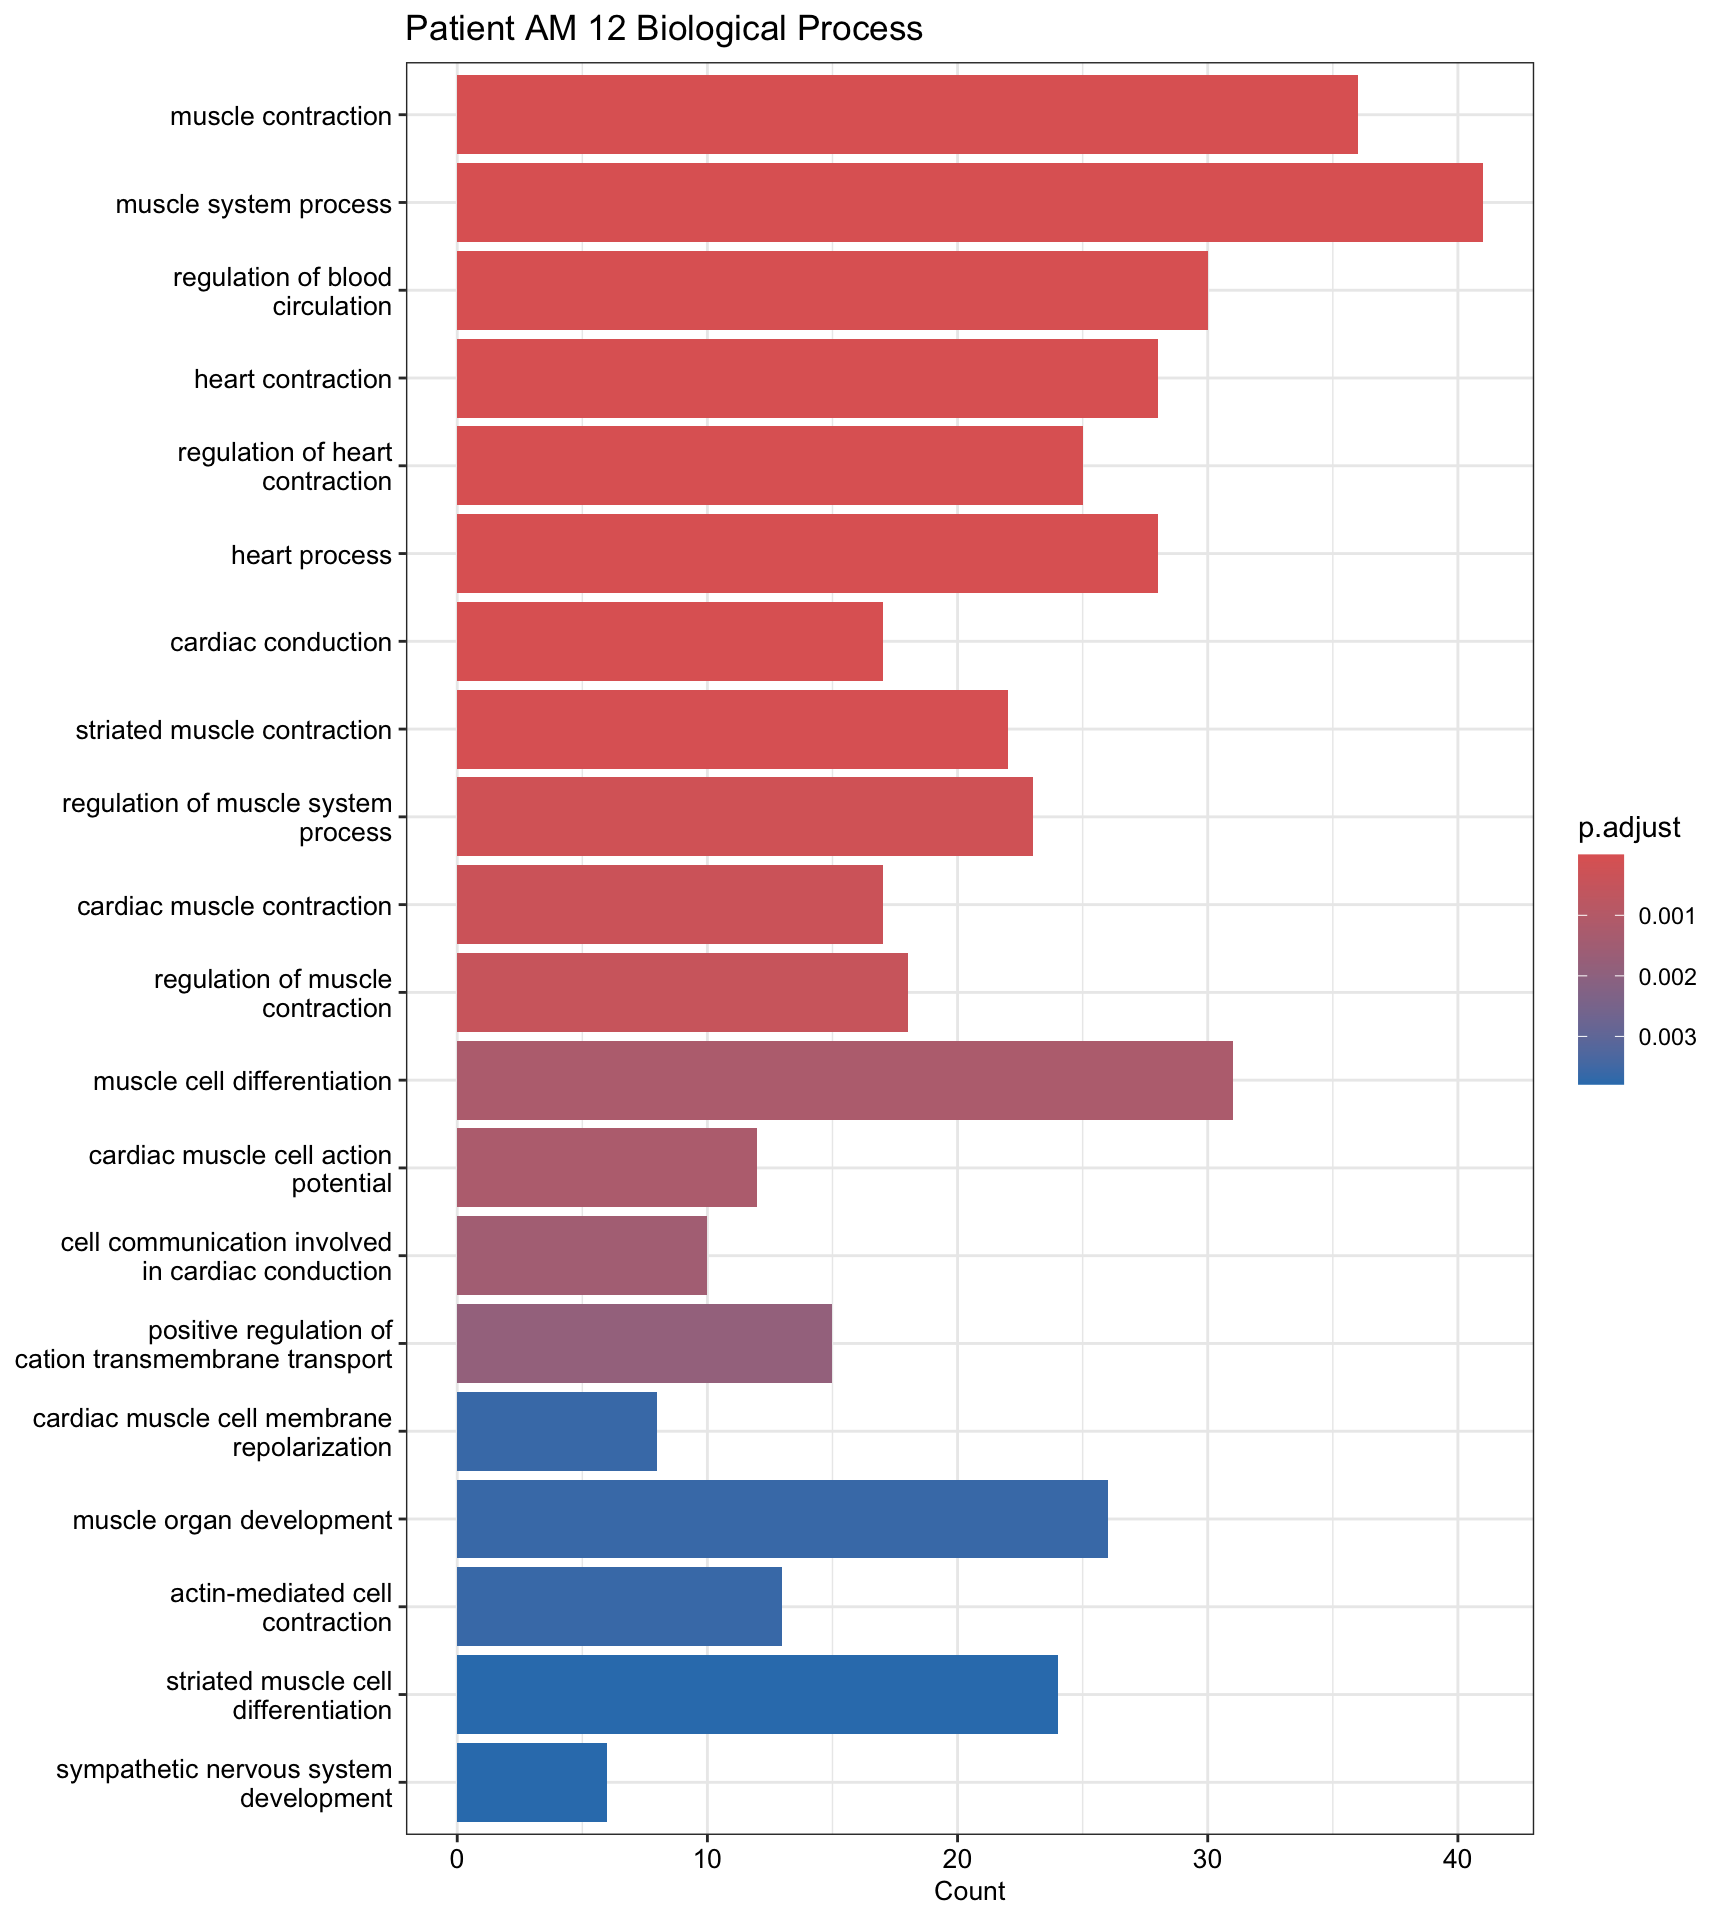 Patient AM 12 Biological Process
muscle contraction
muscle system process
regulation of blood
circulation
heart contraction
regulation of heart
contraction
heart process
cardiac conduction
striated muscle contraction
regulation of muscle system
process
cardiac muscle contraction
regulation of muscle
contraction
muscle cell differentiation
cardiac muscle cell action
potential
cell communication involved
in cardiac conduction
positive regulation of
cation transmembrane transport
cardiac muscle cell membrane
repolarization
muscle organ development
actin-mediated cell
contraction
striated muscle cell
differentiation
sympathetic nervous system
development
0 10 20 30 40
Count
p.adjust
0.001
0.002
0.003